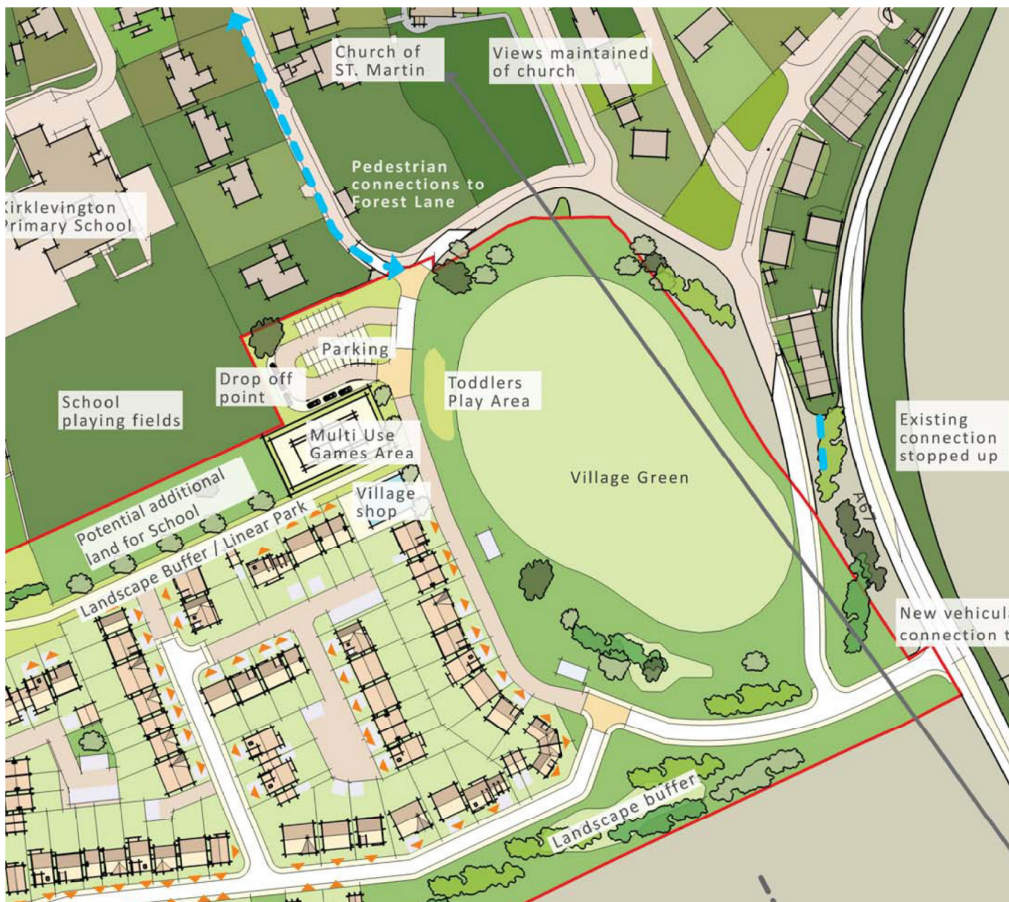 Church of
ST. Martin
Views maintained
of church
Pedestrian
connections to
Forest Lane
Kirklevington
Primary School
Parking
Drop off
point
Toddlers
Play Area
School
playing fields
Multi Use
Games Area
Existing
connection
stopped up
Village Green
Village
shop
A67
Potential additional
land for School
Landscape Buffer / Linear Park
New vehicula
connection t
Landscape buffer